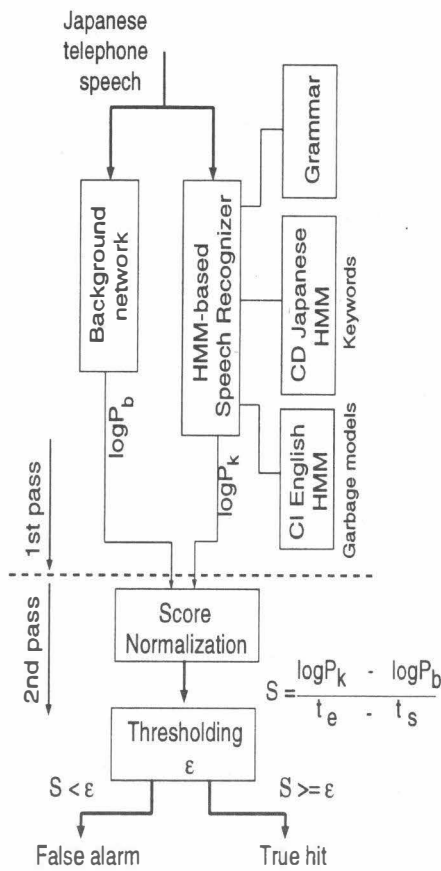 Japanese
telephone
speech
Background
network
HMM-based
Speech Recognizer
Grammar
CD Japanese
HMM
Keywords
CI English
HMM
Garbage models
logP_b
logP_k
1st pass
2nd pass
Score
Normalization
S = (logP_k - logP_b) / (t_e - t_s)
Thresholding
ε
S < ε
S >= ε
False alarm
True hit